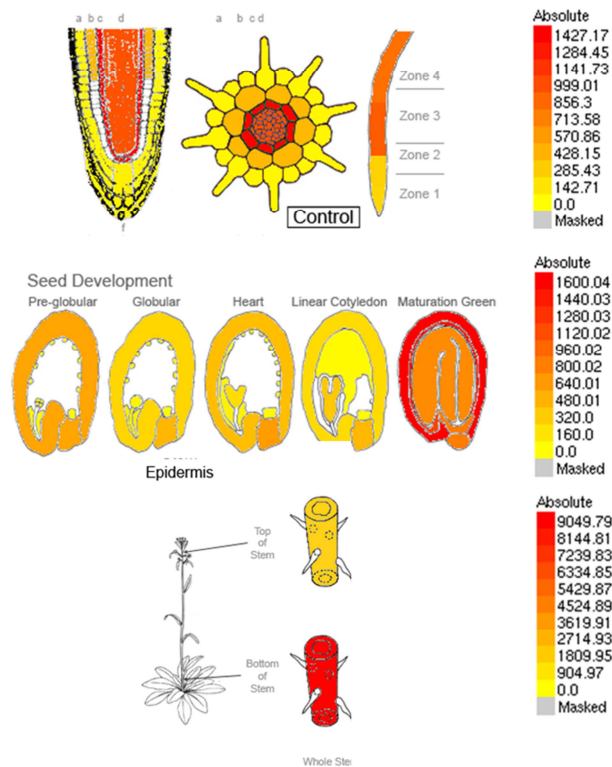 a b c d
a b c d
f
Zone 4
Zone 3
Zone 2
Zone 1
Control
Absolute
1427.17
1284.45
1141.73
999.01
856.3
713.58
570.86
428.15
285.43
142.71
0.0
Masked
Seed Development
Pre-globular Globular Heart Linear Cotyledon Maturation Green
Absolute
1600.04
1440.03
1280.03
1120.02
960.02
800.02
640.01
480.01
320.0
160.0
0.0
Masked
Epidermis
Top
of
Stem
Bottom
of
Stem
Whole Ste
Absolute
9049.79
8144.81
7239.83
6334.85
5429.87
4524.89
3619.91
2714.93
1809.95
904.97
0.0
Masked